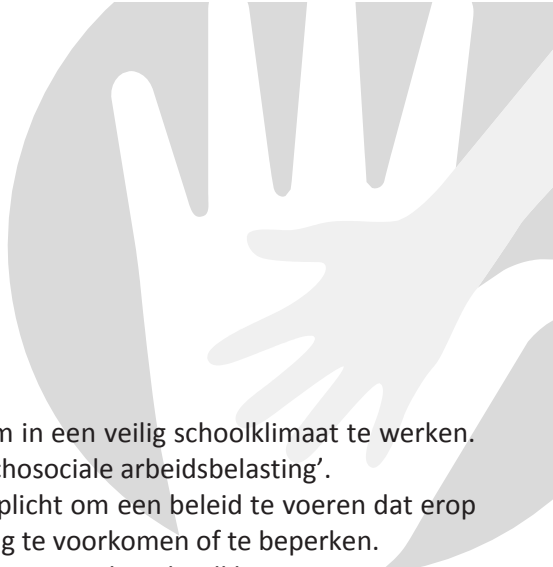 m in een veilig schoolklimaat te werken.
chosociale arbeidsbelasting’.
plicht om een beleid te voeren dat erop
g te voorkomen of te beperken.